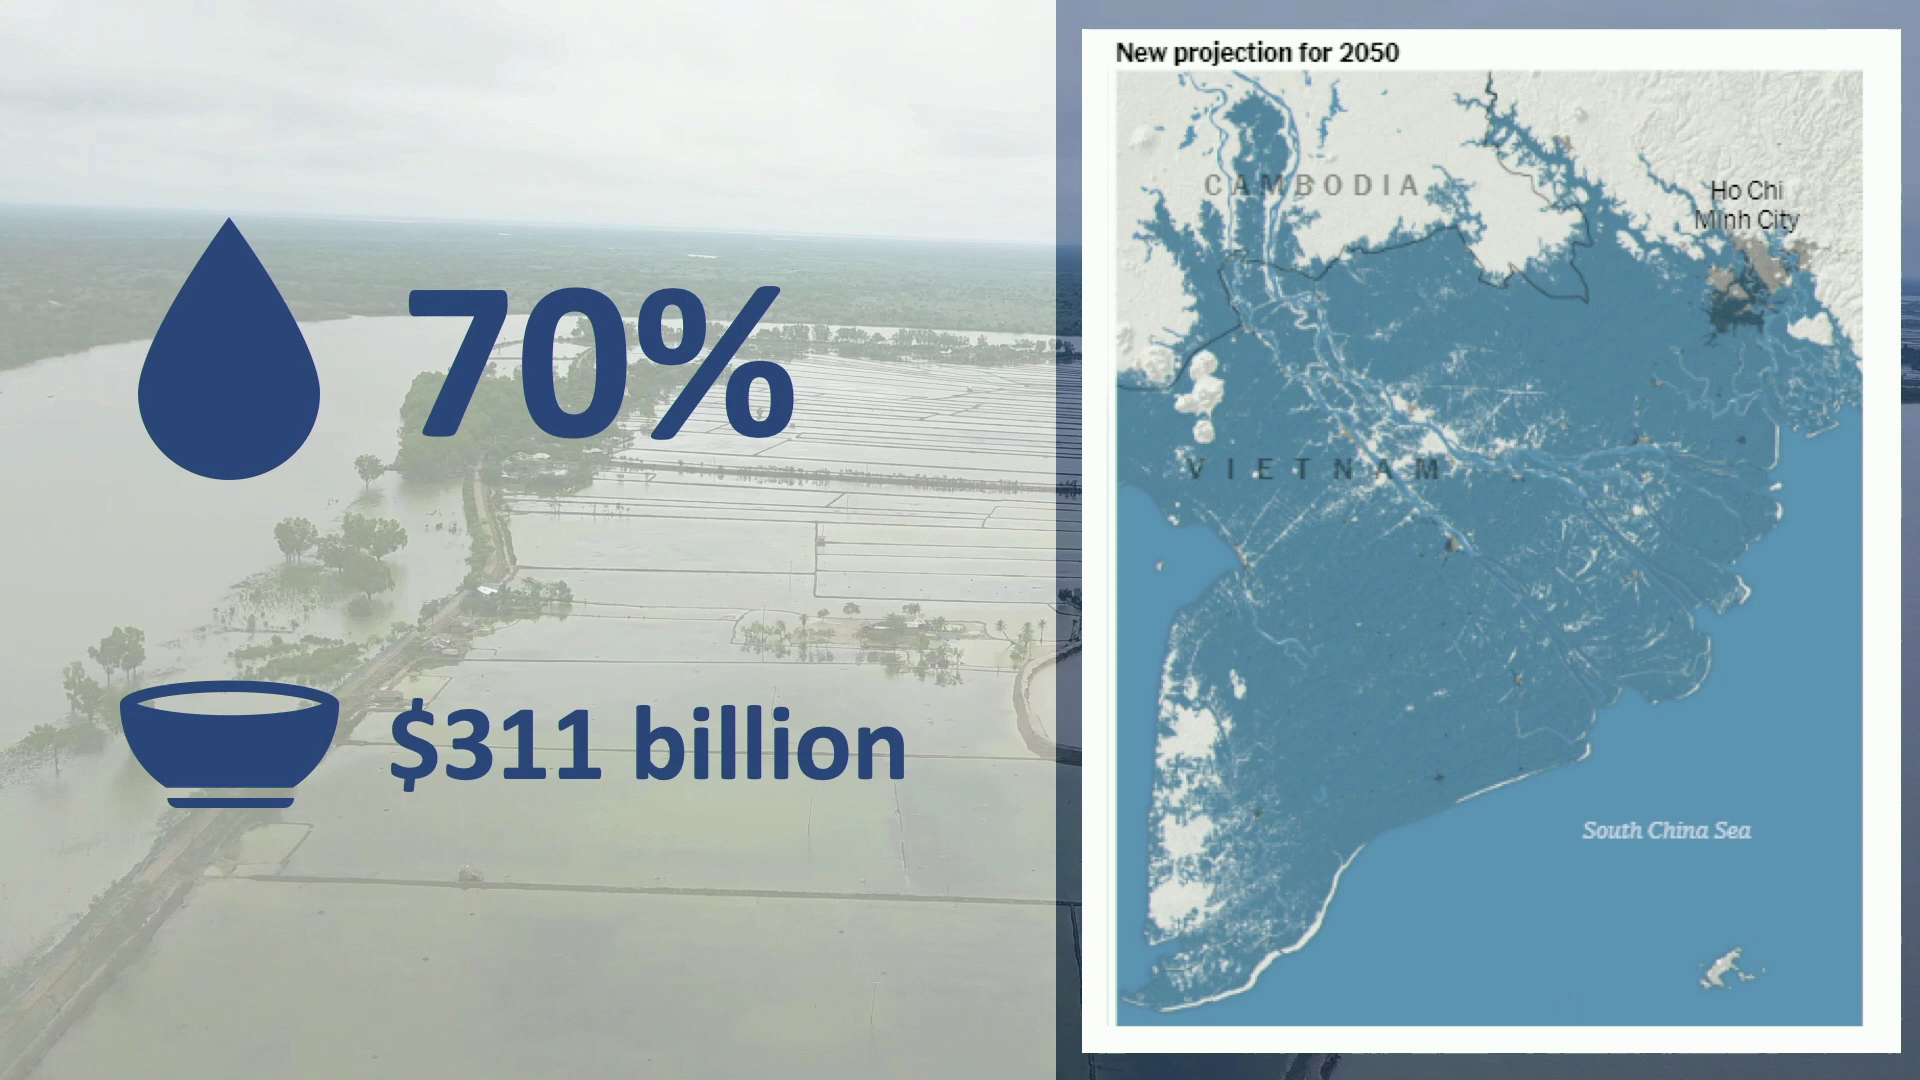 70%
$311 billion
New projection for 2050
CAMBODIA
Ho Chi
Minh City
VIETNAM
South China Sea